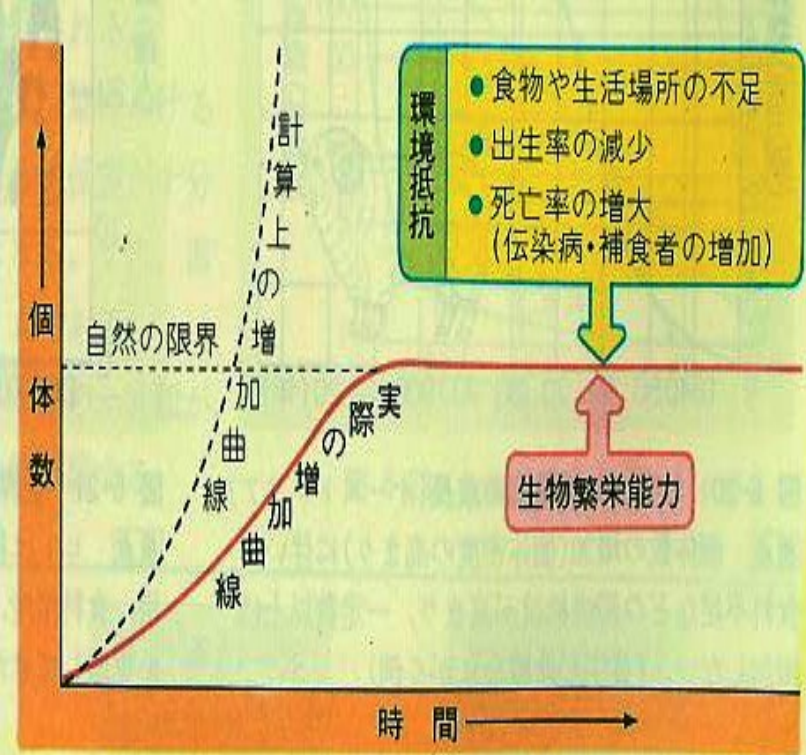 環境抵抗
●食物や生活場所の不足
●出生率の減少
●死亡率の増大
(伝染病・補食者の増加)
計算上の増加曲線
自然の限界
実際の増加曲線
生物繁栄能力
個体数
時間